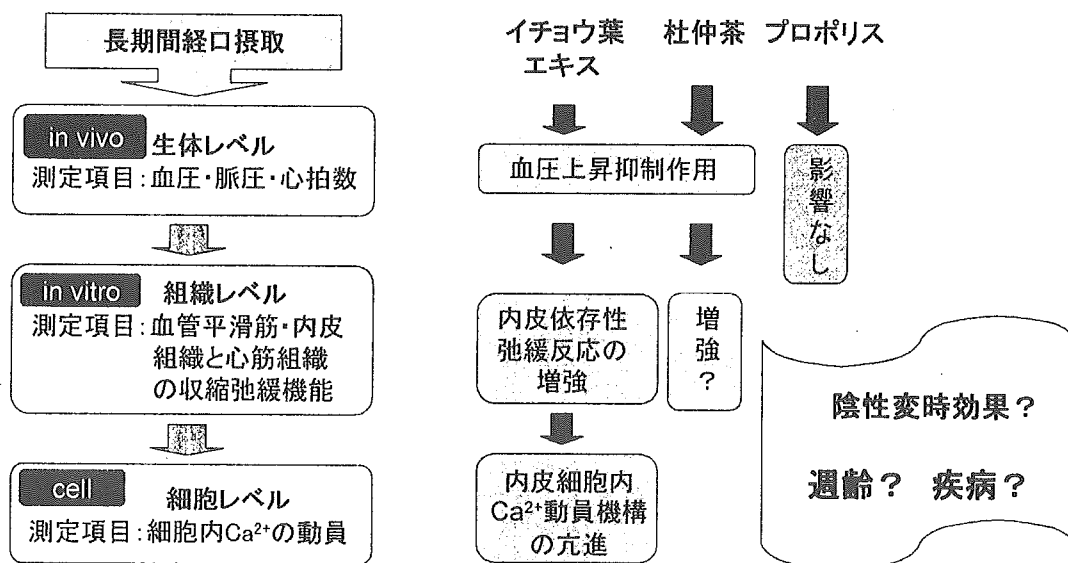 長期間経口摂取
in vivo 生体レベル
測定項目:血圧・脈圧・心拍数
in vitro 組織レベル
測定項目:血管平滑筋・内皮
組織と心筋組織
の収縮弛緩機能
cell 細胞レベル
測定項目:細胞内Ca²⁺の動員
イチョウ葉
エキス
杜仲茶
プロポリス
血圧上昇抑制作用
影響なし
内皮依存性
弛緩反応の
増強
増強?
内皮細胞内
Ca²⁺動員機構
の亢進
陰性変時効果?
週齢? 疾病?